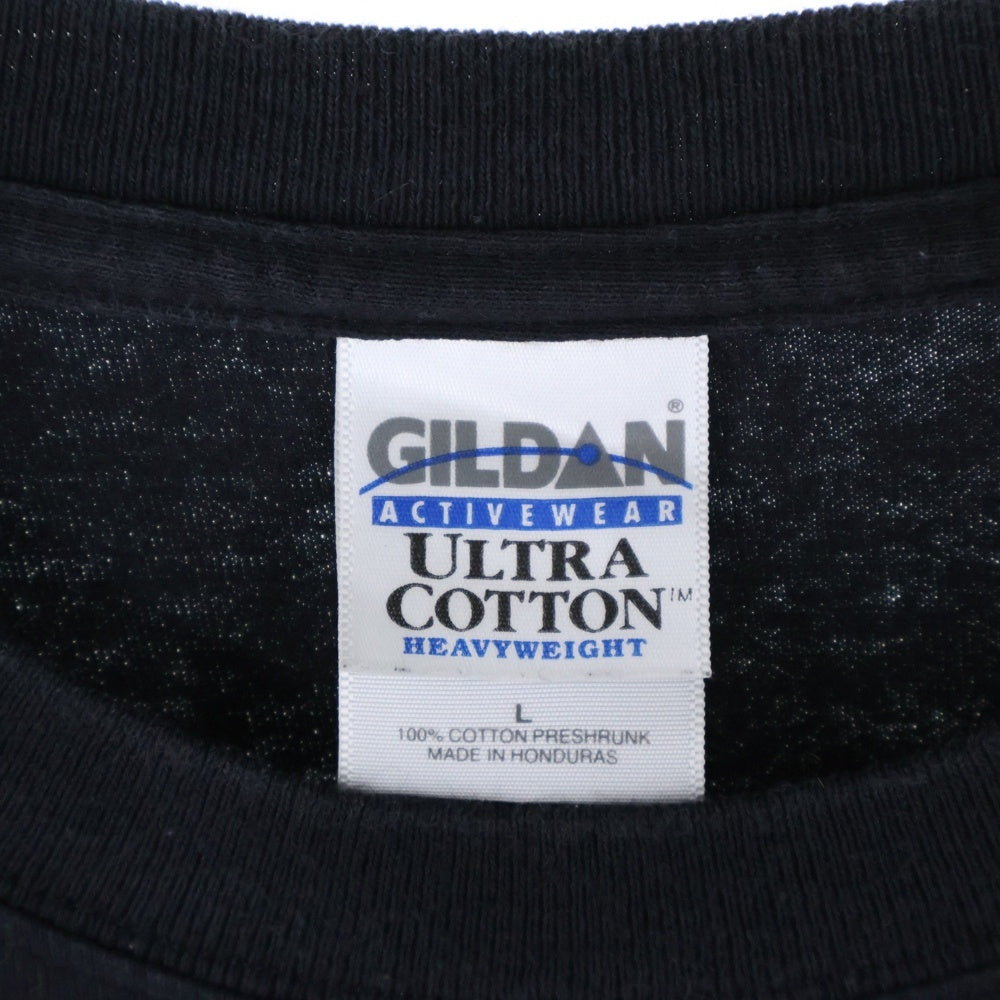 GILDAN®
ACTIVEWEAR
ULTRA
COTTON™
HEAVYWEIGHT
L
100% COTTON PRESHRUNK
MADE IN HONDURAS